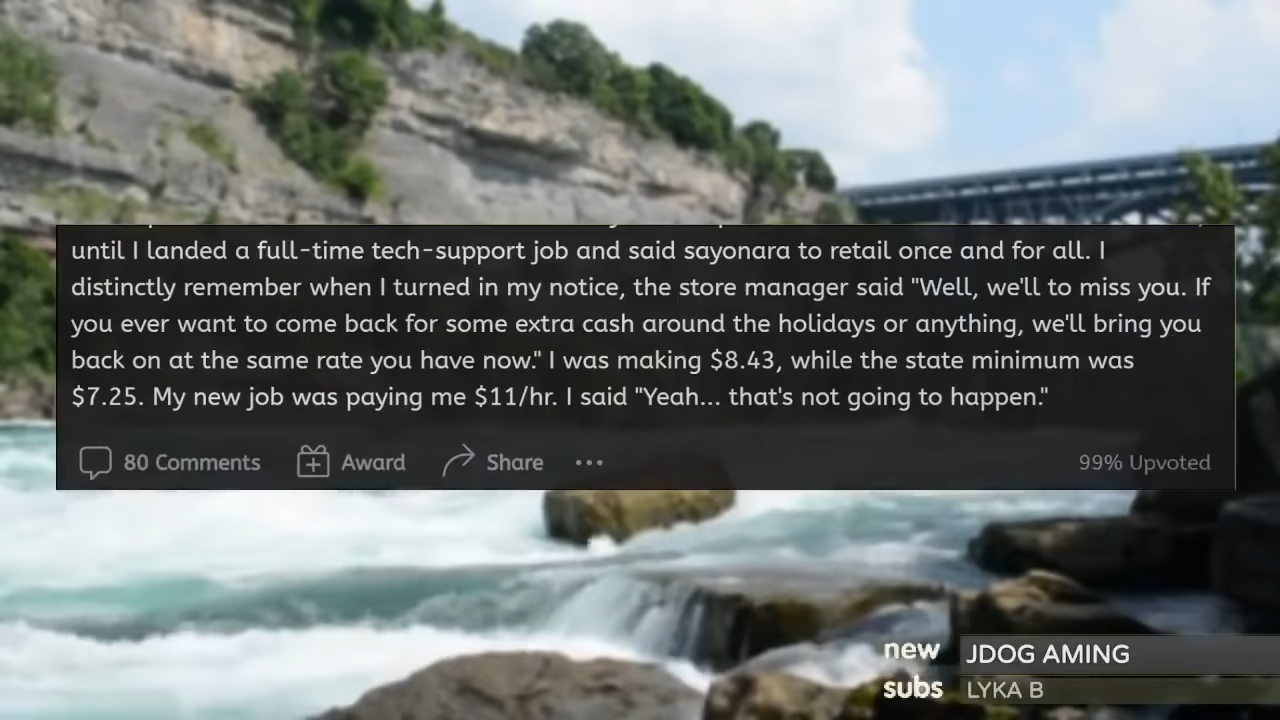 until I landed a full-time tech-support job and said sayonara to retail once and for all. I
distinctly remember when I turned in my notice, the store manager said "Well, we'll to miss you. If
you ever want to come back for some extra cash around the holidays or anything, we'll bring you
back on at the same rate you have now." I was making $8.43, while the state minimum was
$7.25. My new job was paying me $11/hr. I said "Yeah... that's not going to happen."
80 Comments Award Share ••• 99% Upvoted
new JDOG AMING
subs LYKA B